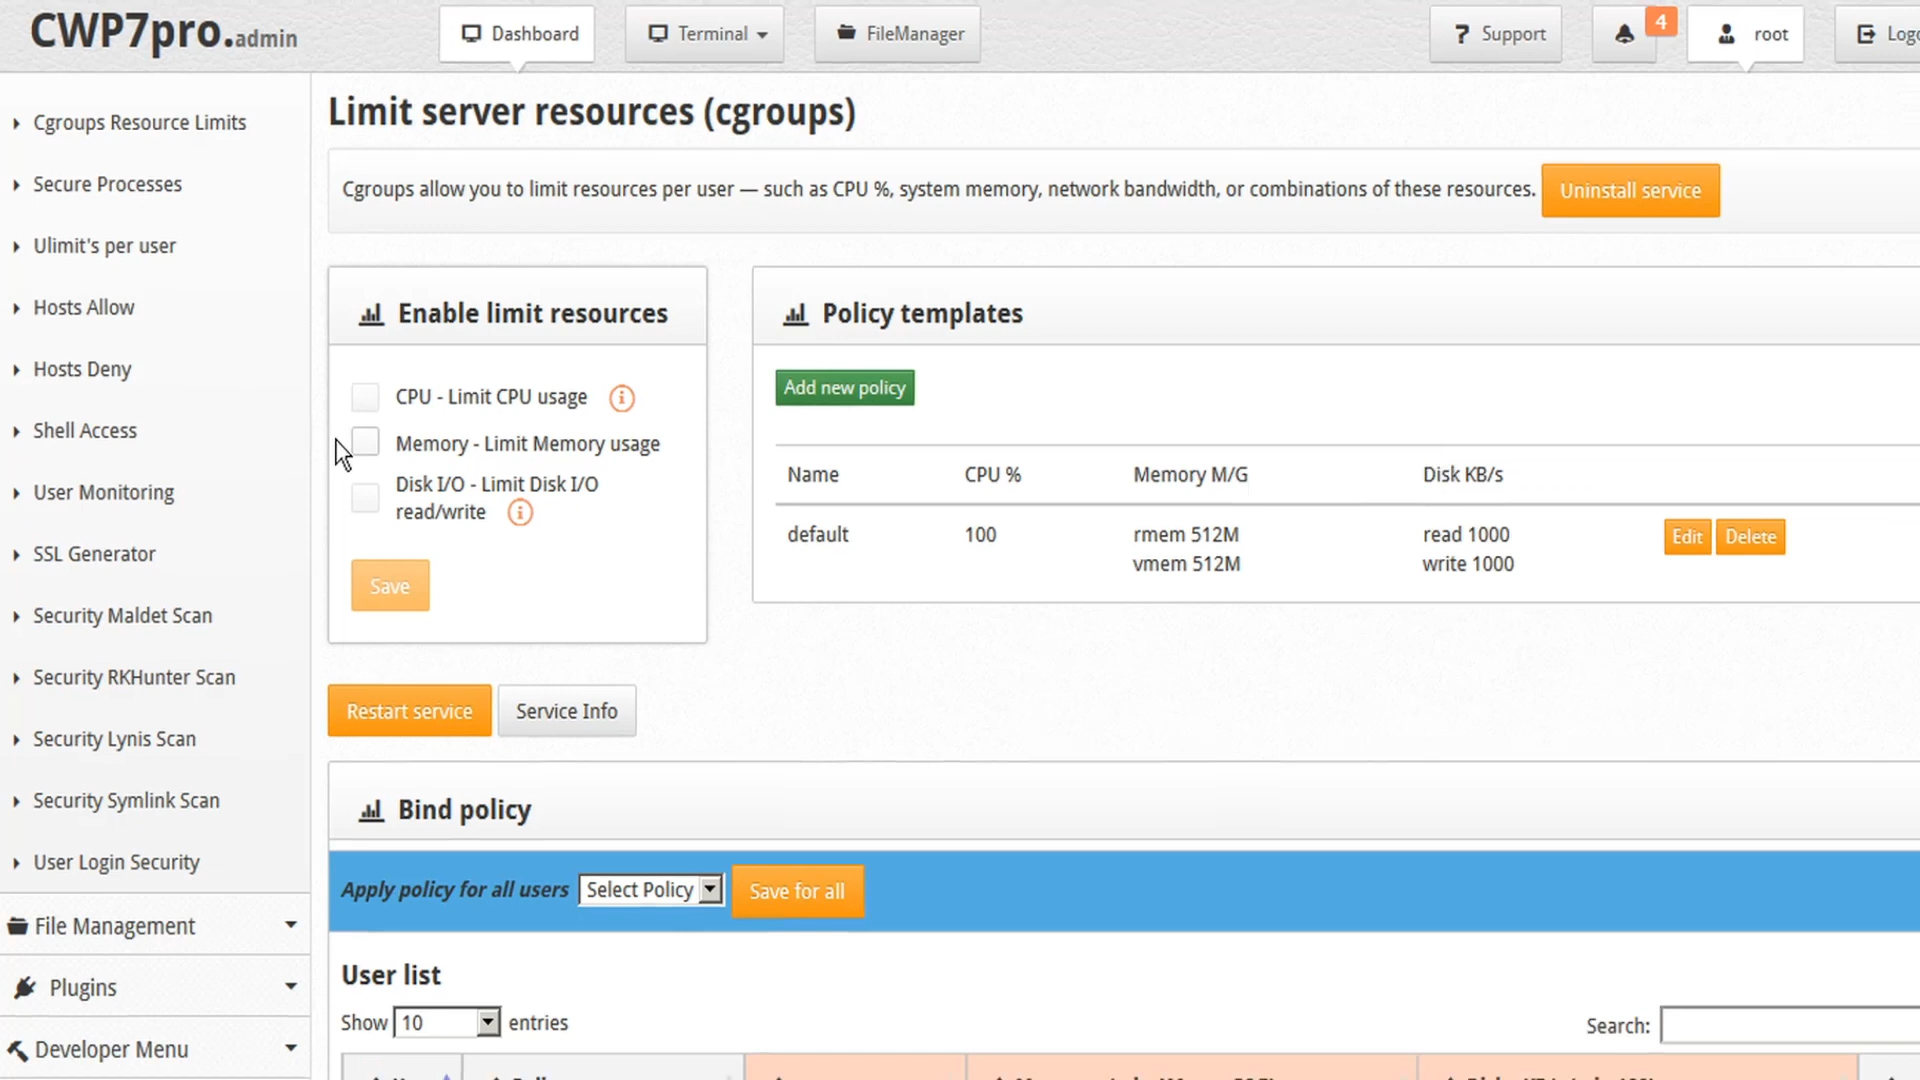 CWP7pro.admin
Dashboard
Terminal
FileManager
Support
4
root
Cgroups Resource Limits
Secure Processes
Ulimit's per user
Hosts Allow
Hosts Deny
Shell Access
User Monitoring
SSL Generator
Security Maldet Scan
Security RKHunter Scan
Security Lynis Scan
Security Symlink Scan
User Login Security
File Management
Plugins
Developer Menu
Limit server resources (cgroups)
Cgroups allow you to limit resources per user — such as CPU %, system memory, network bandwidth, or combinations of these resources. Uninstall service
Enable limit resources
CPU - Limit CPU usage
Memory - Limit Memory usage
Disk I/O - Limit Disk I/O
read/write
Save
Policy templates
Add new policy
Name CPU % Memory M/G Disk KB/s
default 100 rmem 512M read 1000 Edit Delete
vmem 512M write 1000
Restart service Service Info
Bind policy
Apply policy for all users Select Policy Save for all
User list
Show 10 entries Search: